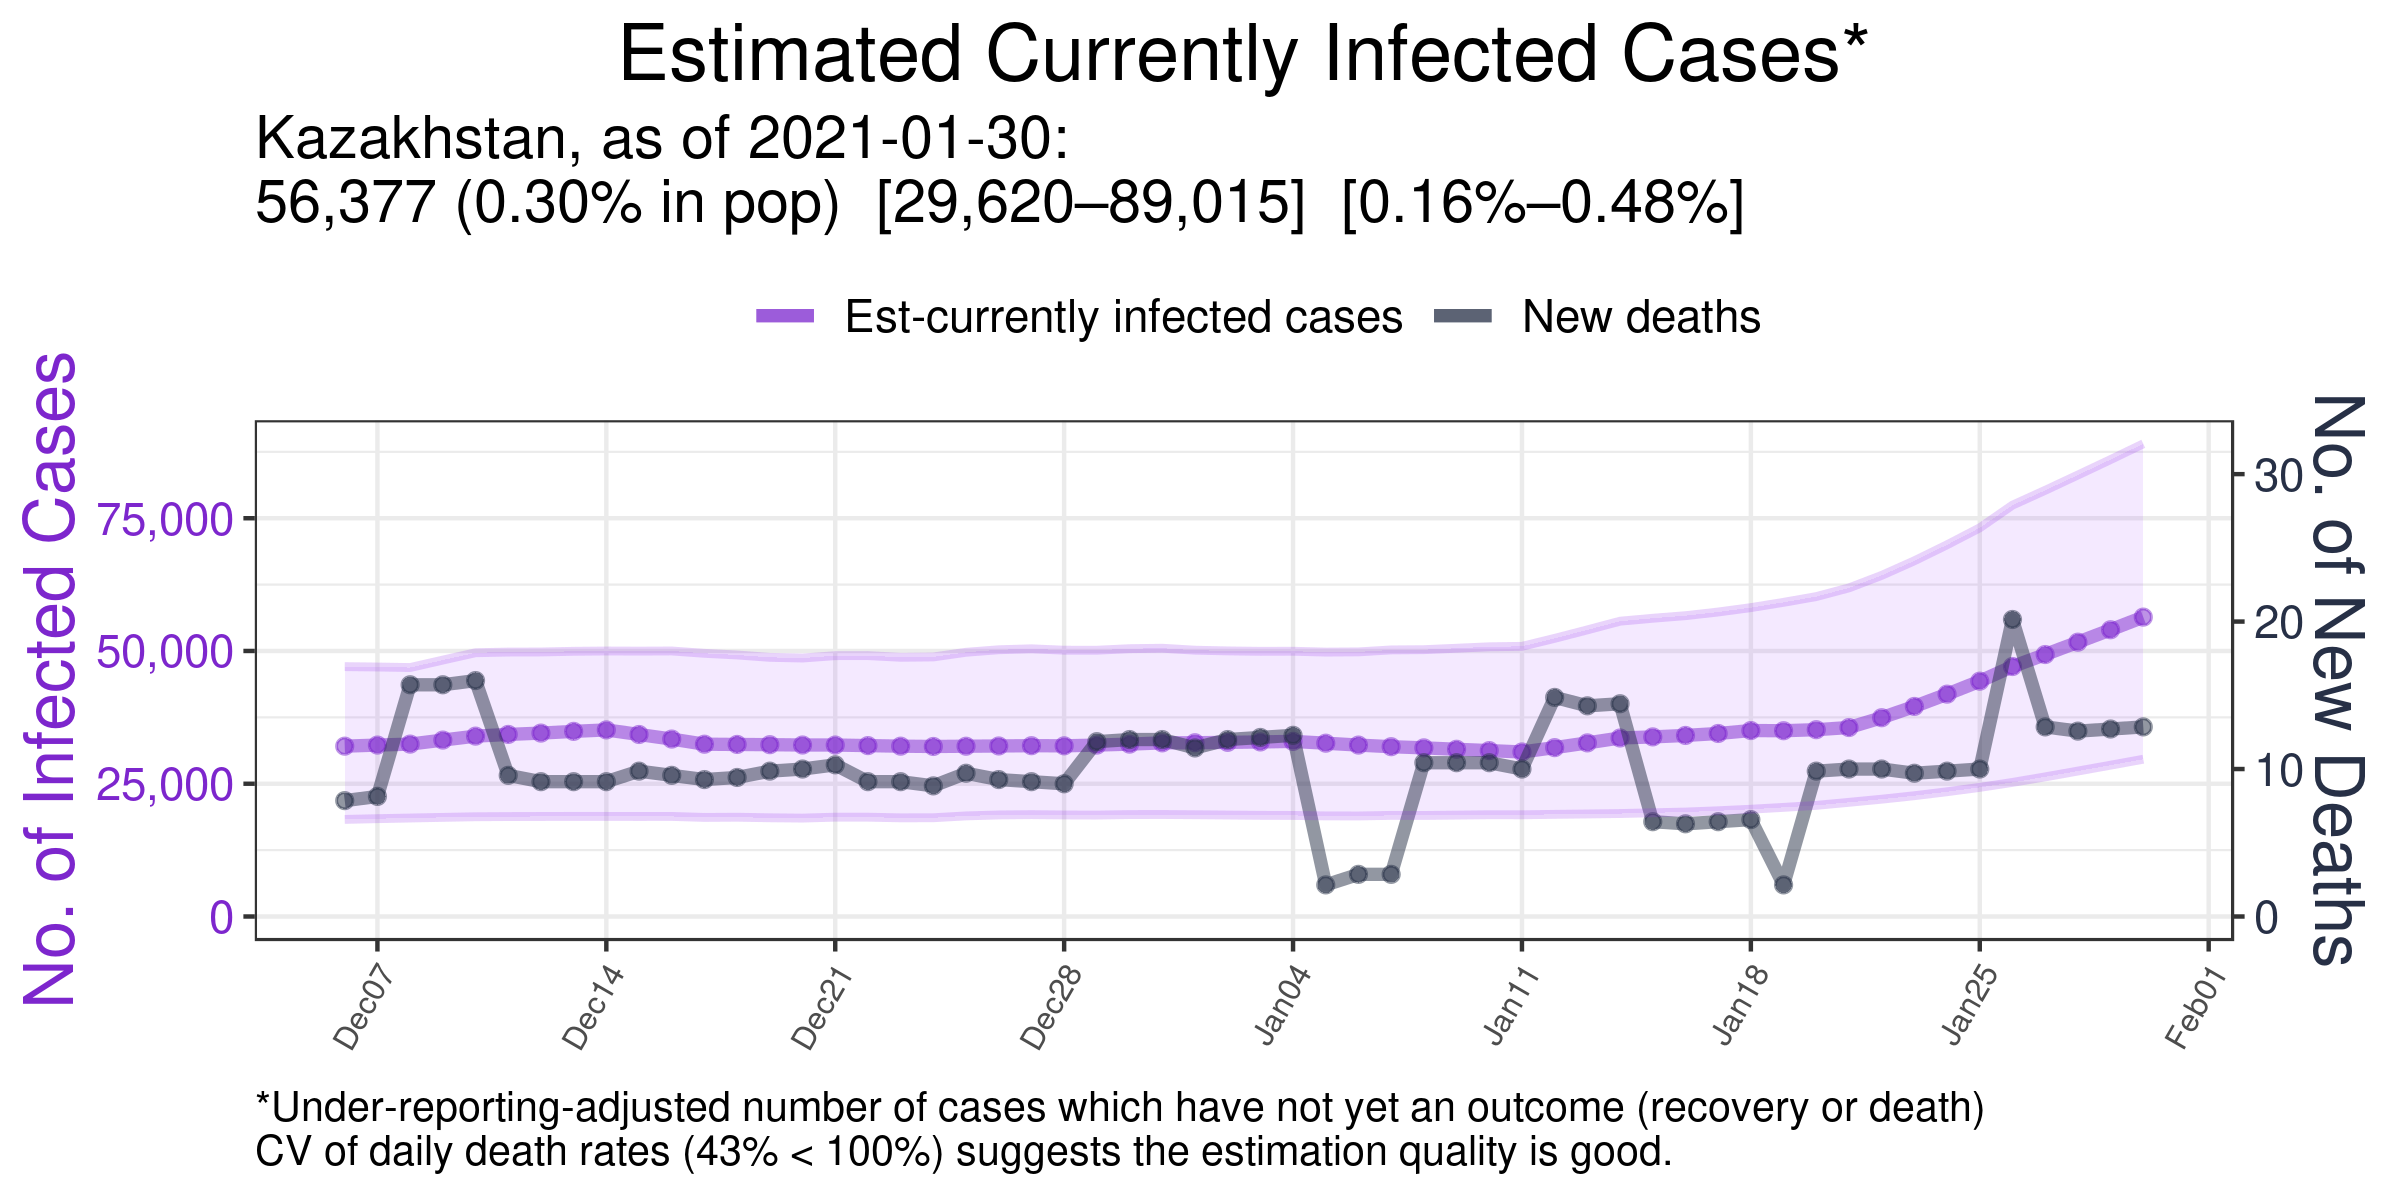 Estimated Currently Infected Cases*
Kazakhstan, as of 2021-01-30:
56,377 (0.30% in pop)  [29,620–89,015]  [0.16%–0.48%]
Est-currently infected cases
New deaths
No. of Infected Cases
75,000
50,000
25,000
0
30
20
10
0
No. of New Deaths
Dec07
Dec14
Dec21
Dec28
Jan04
Jan11
Jan18
Jan25
Feb01
*Under-reporting-adjusted number of cases which have not yet an outcome (recovery or death)
CV of daily death rates (43% < 100%) suggests the estimation quality is good.